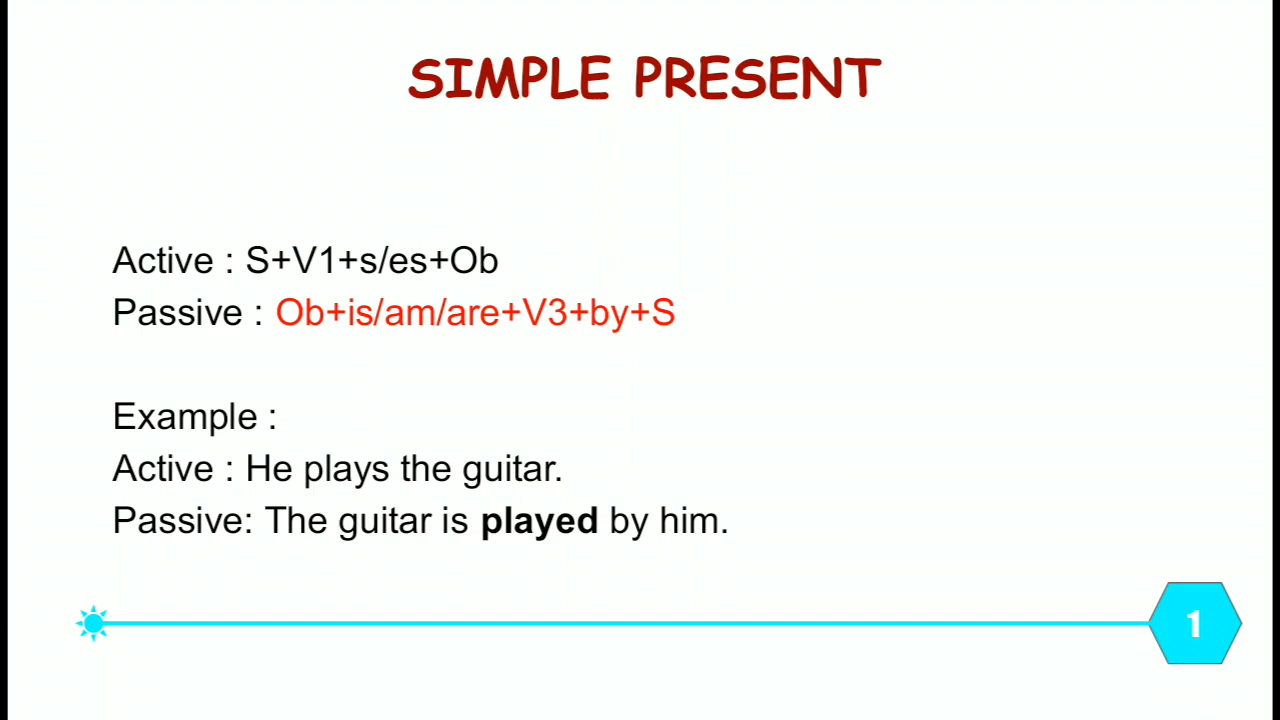 SIMPLE PRESENT
Active : S+V1+s/es+Ob
Passive : Ob+is/am/are+V3+by+S
Example :
Active : He plays the guitar.
Passive: The guitar is played by him.
1